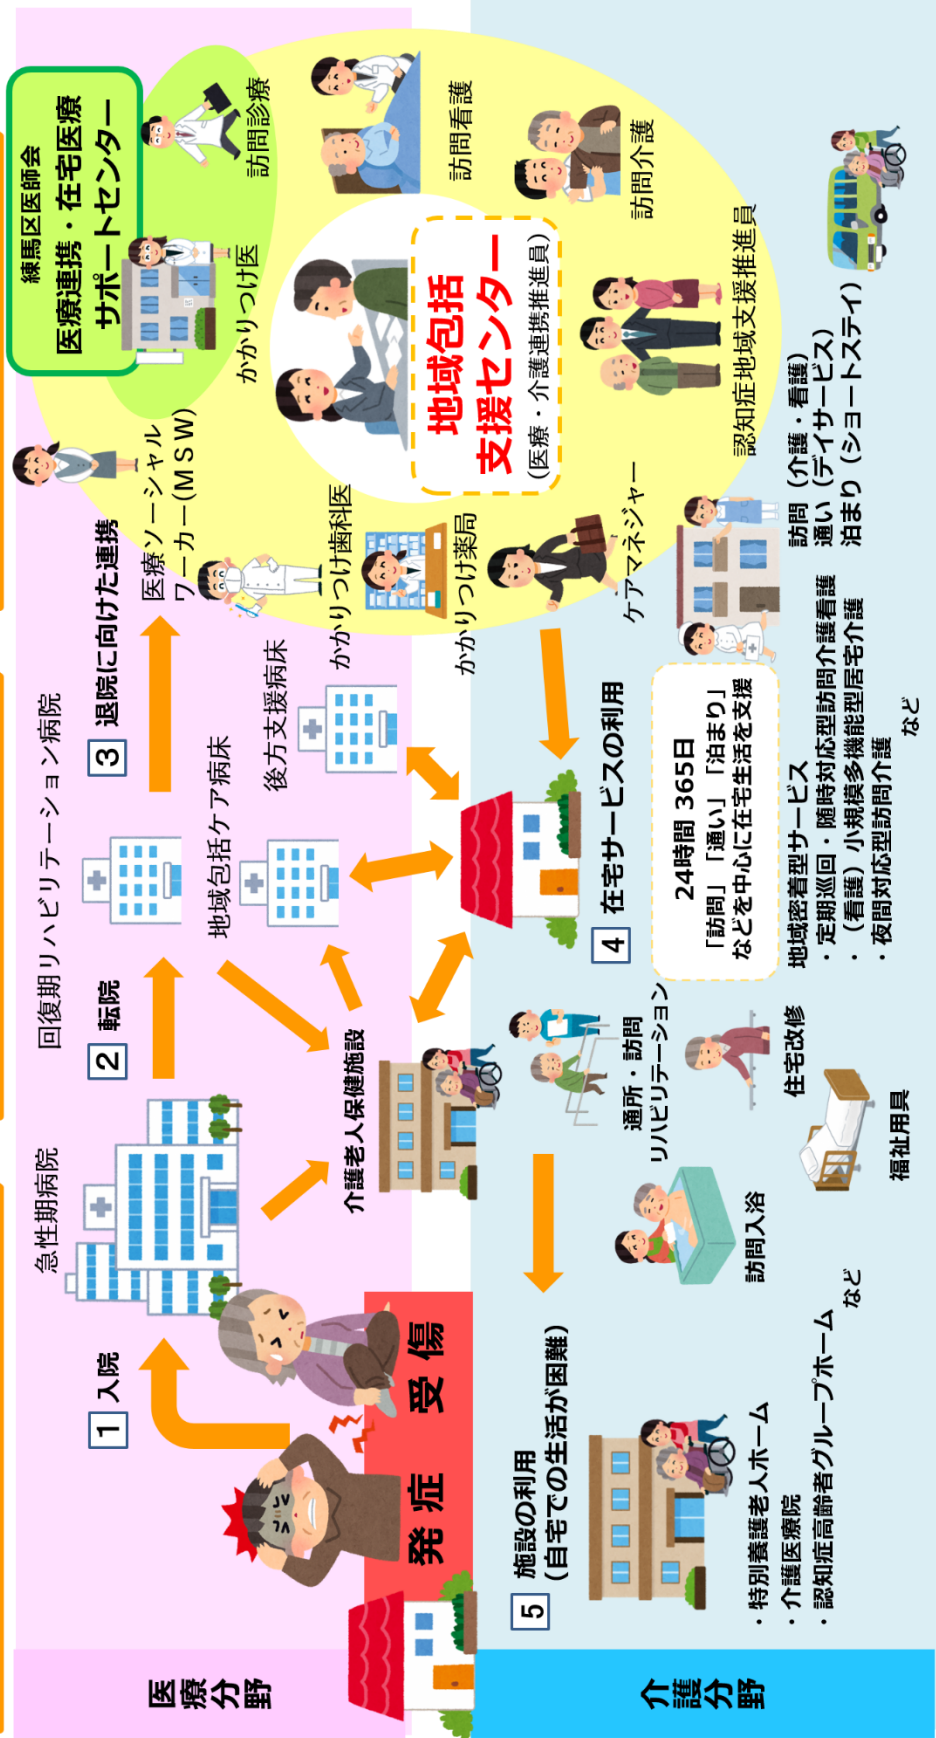 医療分野
発症 受傷
1 入院
急性期病院
2 転院
回復期リハビリテーション病院
地域包括ケア病床
後方支援病床
介護老人保健施設
3 退院に向けた連携
練馬区医師会
医療連携・在宅医療
サポートセンター
訪問診療
かかりつけ医
医療ソーシャル
ワーカー(MSW)
かかりつけ歯科医
かかりつけ薬局
ケアマネジャー
地域包括
支援センター
(医療・介護連携推進員)
訪問看護
訪問介護
認知症地域支援推進員
介護分野
4 在宅サービスの利用
24時間 365日
「訪問」「通い」「泊まり」
などを中心に在宅生活を支援
地域密着型サービス
・定期巡回・随時対応型訪問介護看護
・(看護)小規模多機能型居宅介護
・夜間対応型訪問介護
など
訪問(介護・看護)
通い(デイサービス)
泊まり(ショートステイ)
通所・訪問
リハビリテーション
住宅改修
訪問入浴
福祉用具
など
5 施設の利用
(自宅での生活が困難)
・特別養護老人ホーム
・介護医療院
・認知症高齢者グループホーム